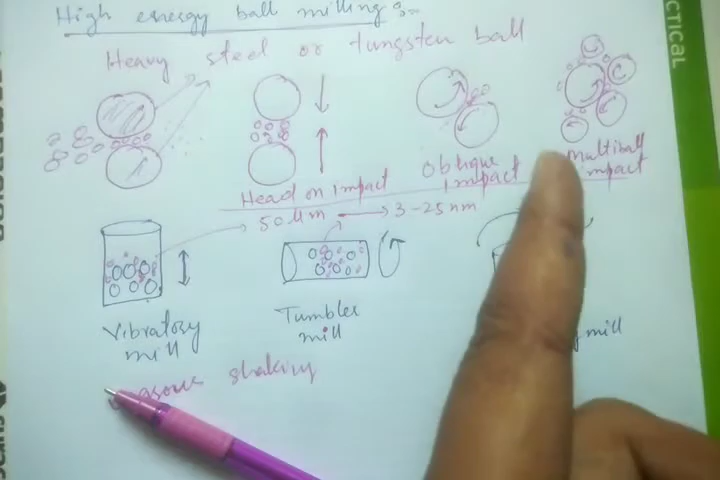 High energy ball milling:-
Heavy steel or tungsten ball
Head on impact
Oblique
impact
Multiball
impact
50 μm → 3-25 nm
Vibratory
mill
Tumbler
mill
mill
shaking
CTICAL